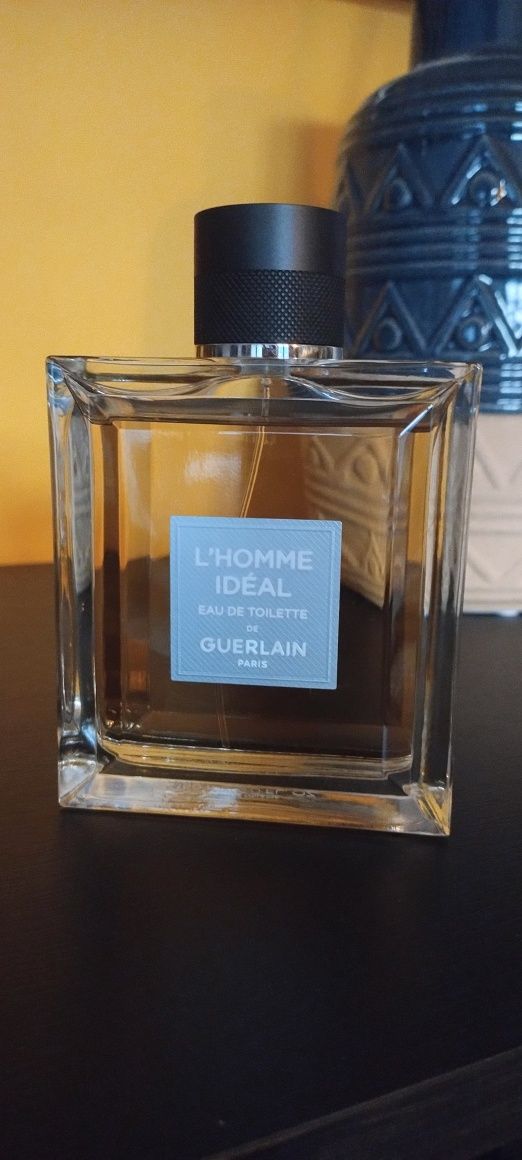 L'HOMME
IDÉAL
EAU DE TOILETTE
DE
GUERLAIN
PARIS